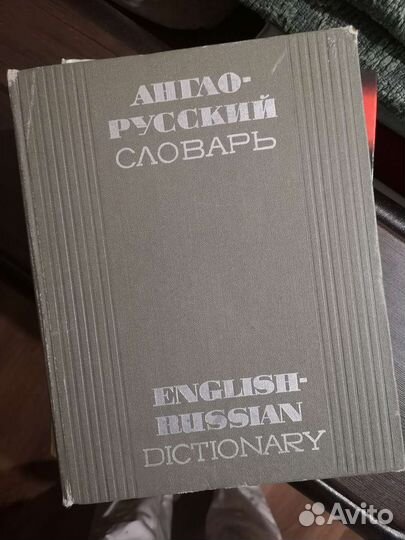 АНГЛО-
РУССКИЙ
СЛОВАРЬ
ENGLISH-
RUSSIAN
DICTIONARY
Avito